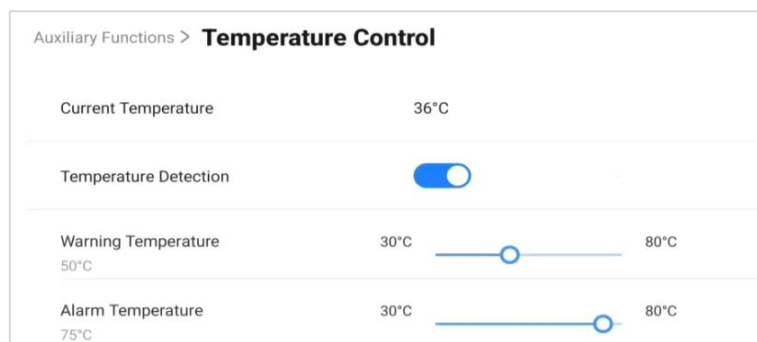 Auxiliary Functions > Temperature Control
Current Temperature 36°C
Temperature Detection
Warning Temperature 30°C 80°C
50°C
Alarm Temperature 30°C 80°C
75°C